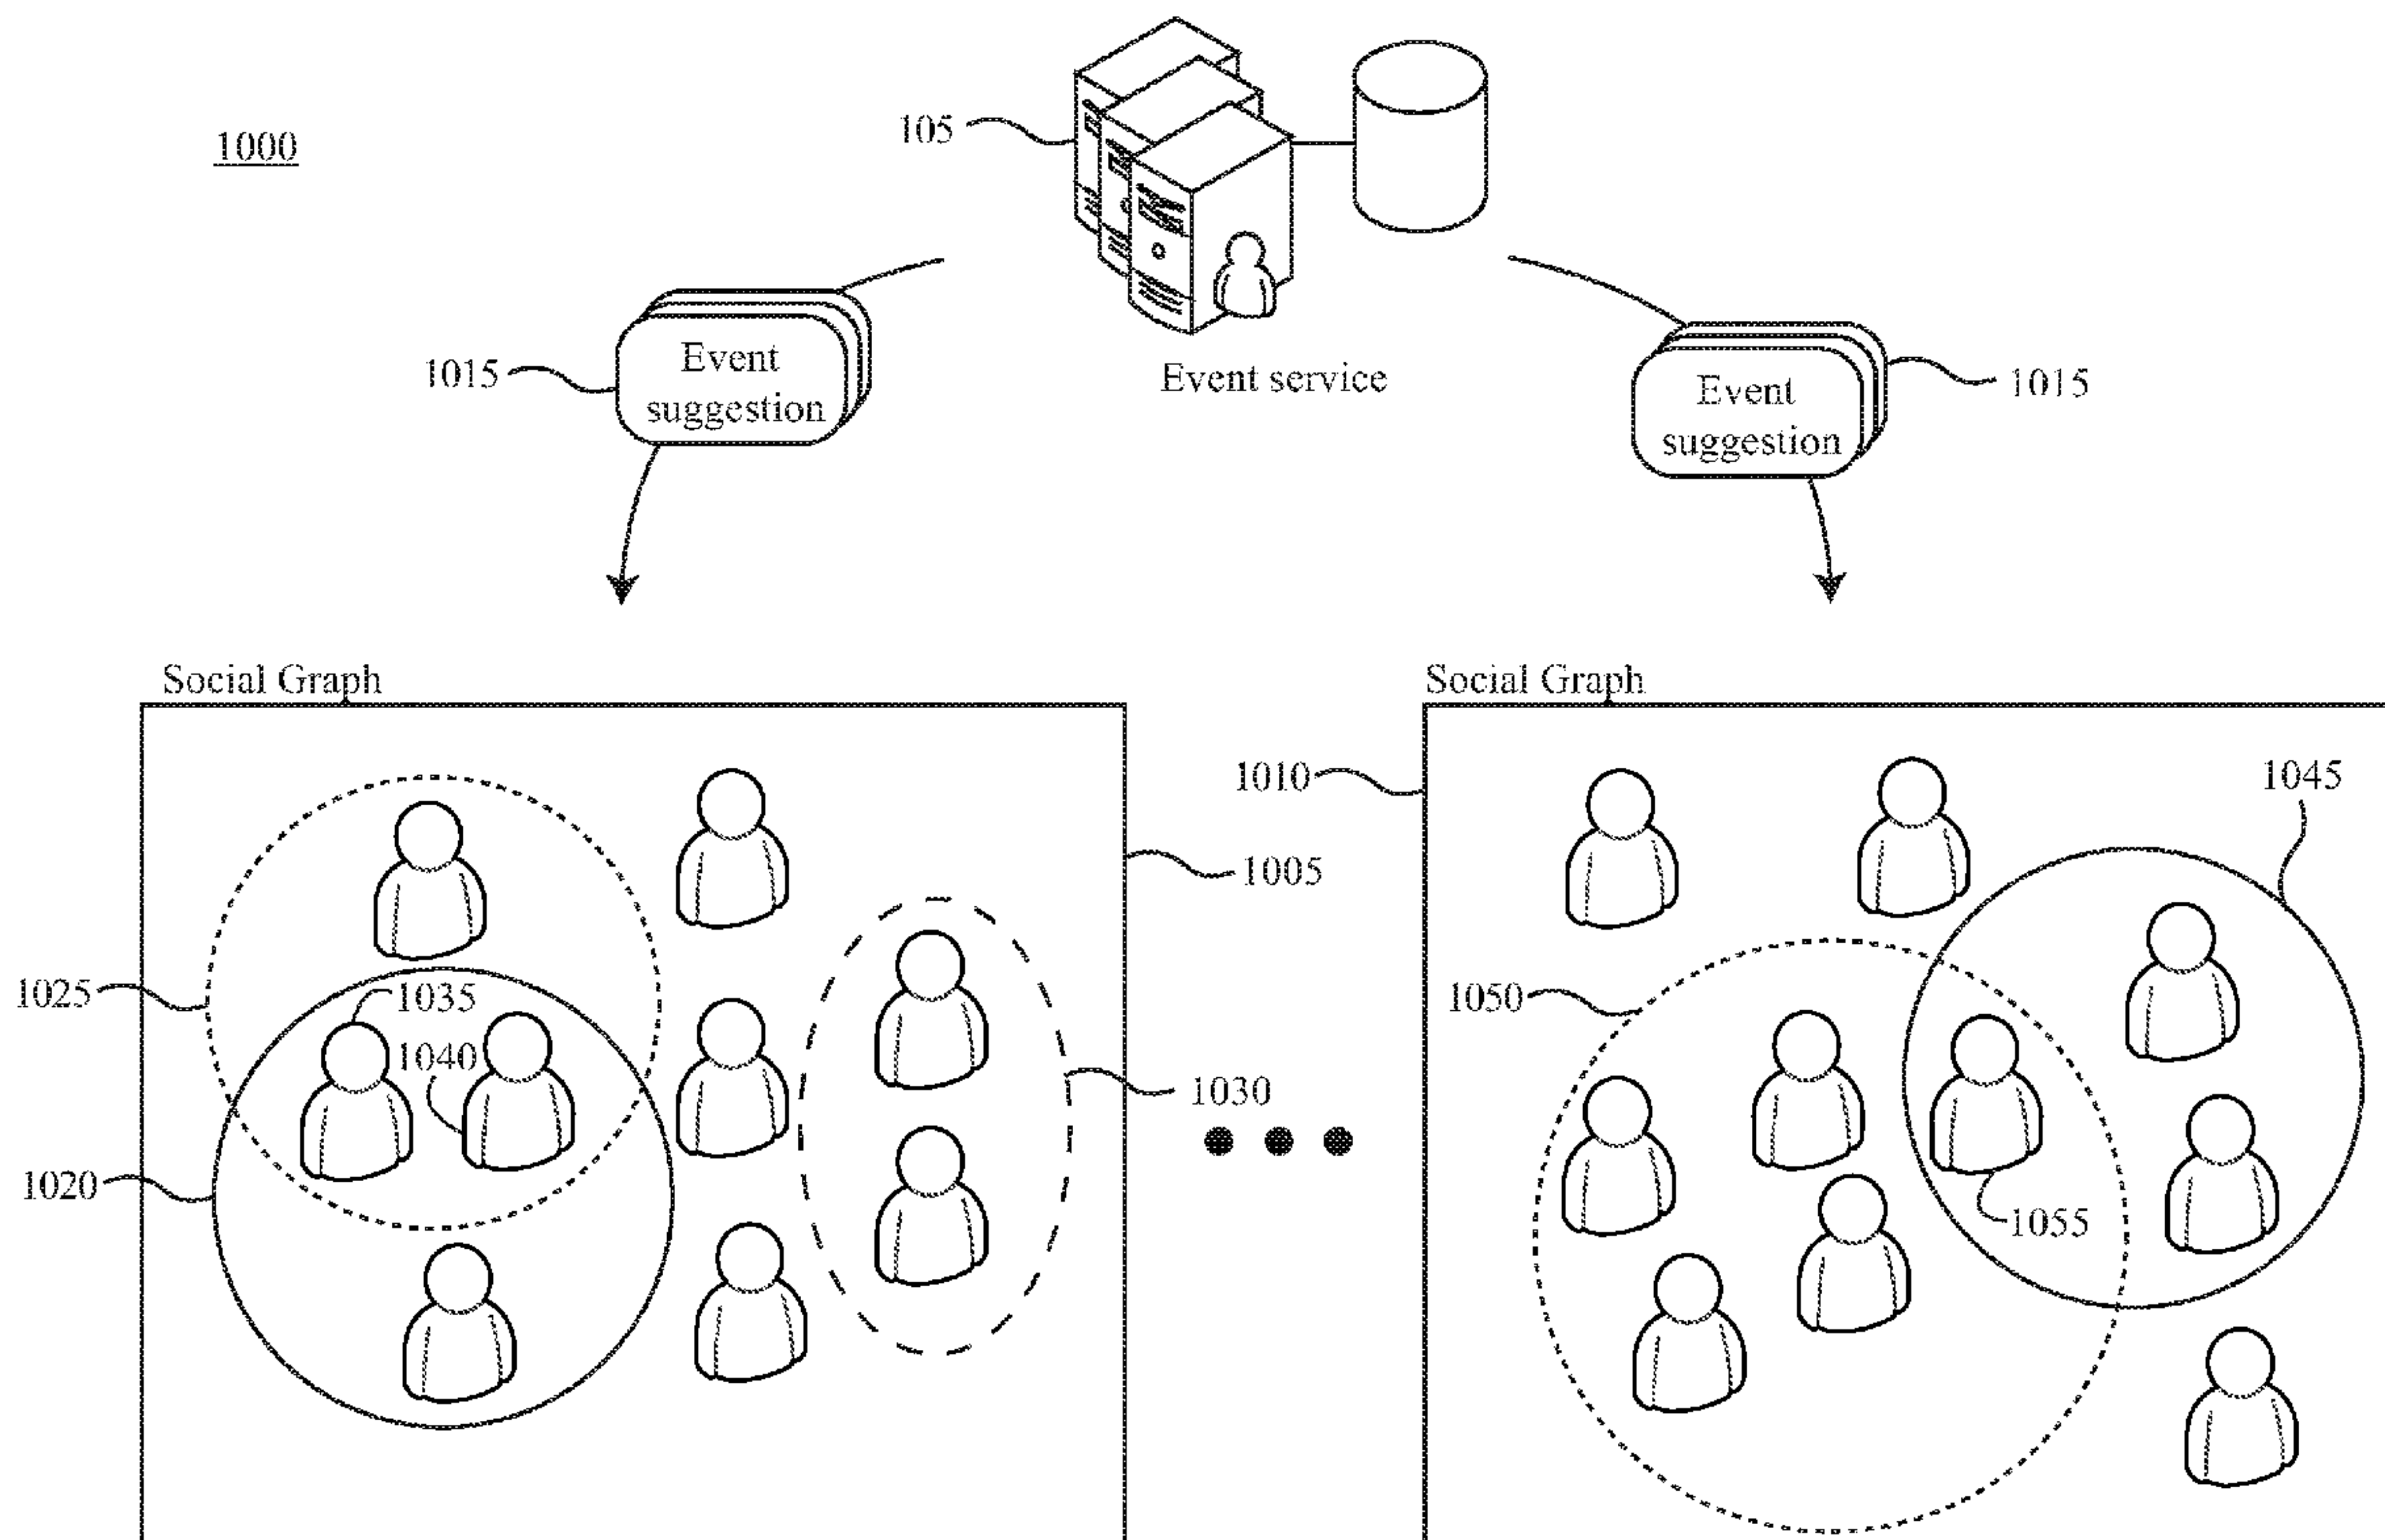 105
1000
Event
suggestion
1015
Event service
Event
suggestion
1015
Social Graph
Social Graph
1010
1045
1005
1025
1035
1050
1040
1030
1020
1055